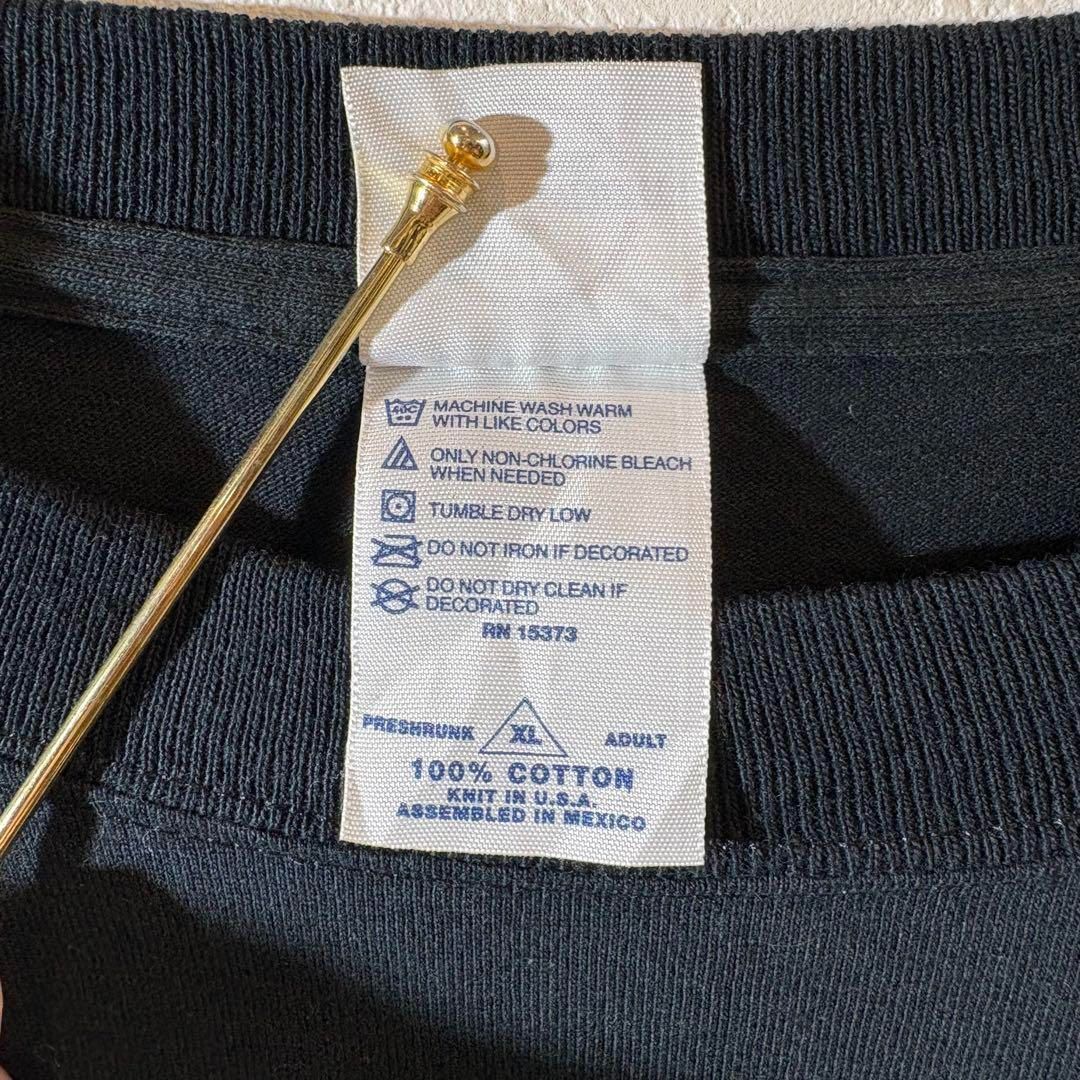 40C
MACHINE WASH WARM
WITH LIKE COLORS
ONLY NON-CHLORINE BLEACH
WHEN NEEDED
TUMBLE DRY LOW
DO NOT IRON IF DECORATED
DO NOT DRY CLEAN IF
DECORATED
RN 15373
PRESHRUNK XL ADULT
100% COTTON
KNIT IN U.S.A.
ASSEMBLED IN MEXICO